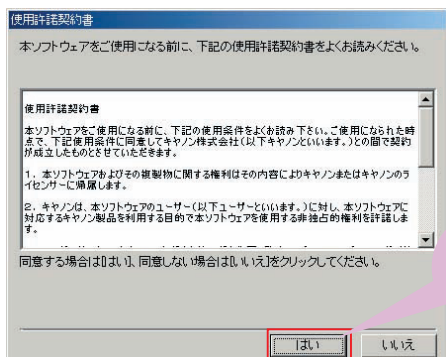 使用許諾契約書
本ソフトウェアをご使用になる前に、下記の使用許諾契約書をよくお読みください。
使用許諾契約書
本ソフトウェアをご使用になる前に、下記の使用条件をよくお読み下さい。ご使用になられた時
点で、下記使用条件に同意してキヤノン株式会社(以下キヤノンといいます。)との間で契約
が成立したものとさせていただきます。
1. 本ソフトウェアおよびその複製物に関する権利はその内容によりキヤノンまたはキヤノンのラ
イセンサーに帰属します。
2. キヤノンは、本ソフトウェアのユーザー(以下ユーザーといいます。)に対し、本ソフトウェアに
対応するキヤノン製品を利用する目的で本ソフトウェアを使用する非独占的権利を許諾しま
す。
同意する場合は[はい]、同意しない場合は[いいえ]をクリックしてください。
はい いいえ